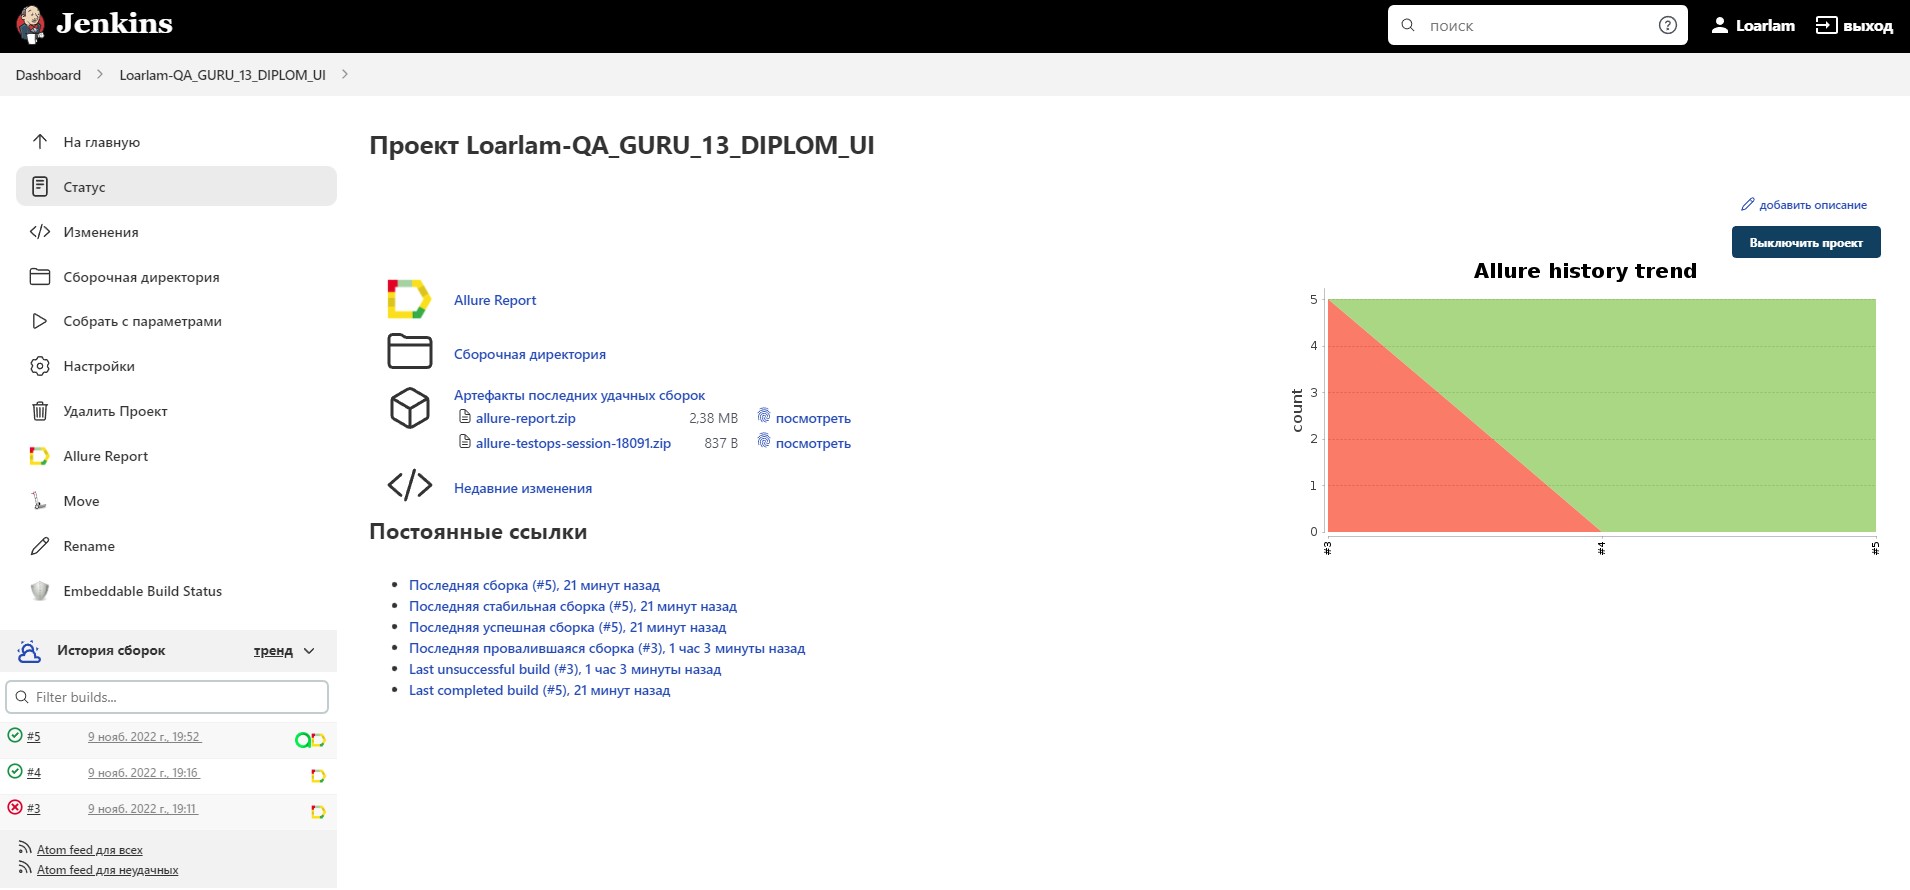 Jenkins
поиск
Loarlam
выход
Dashboard
Loarlam-QA_GURU_13_DIPLOM_UI
На главную
Статус
Изменения
Сборочная директория
Собрать с параметрами
Настройки
Удалить Проект
Allure Report
Move
Rename
Embeddable Build Status
История сборок
тренд
Filter builds...
#5 9 нояб. 2022 г., 19:52
#4 9 нояб. 2022 г., 19:16
#3 9 нояб. 2022 г., 19:11
Atom feed для всех
Atom feed для неудачных
Проект Loarlam-QA_GURU_13_DIPLOM_UI
добавить описание
Выключить проект
Allure Report
Сборочная директория
Артефакты последних удачных сборок
allure-report.zip 2,38 MB посмотреть
allure-testops-session-18091.zip 837 B посмотреть
Недавние изменения
Постоянные ссылки
Последняя сборка (#5), 21 минут назад
Последняя стабильная сборка (#5), 21 минут назад
Последняя успешная сборка (#5), 21 минут назад
Последняя провалившаяся сборка (#3), 1 час 3 минуты назад
Last unsuccessful build (#3), 1 час 3 минуты назад
Last completed build (#5), 21 минут назад
Allure history trend
count
5
4
3
2
1
0
#3
#4
#5